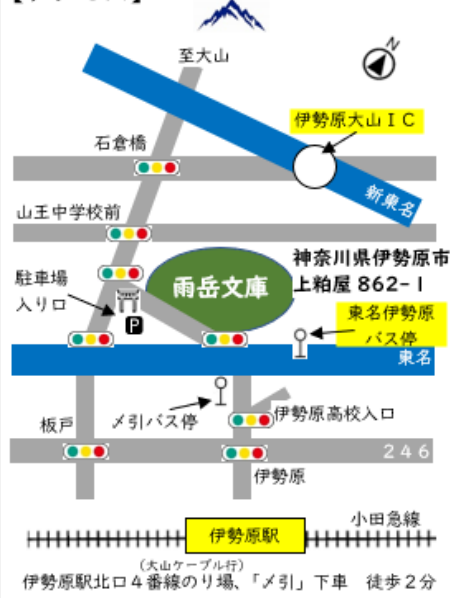 至大山
N
伊勢原大山IC
石倉橋
新東名
山王中学校前
神奈川県伊勢原市
上粕屋 862-1
駐車場
入り口
P
雨岳文庫
東名伊勢原
バス停
東名
板戸
〆引バス停
伊勢原高校入口
246
伊勢原
小田急線
伊勢原駅
(大山ケーブル行)
伊勢原駅北口4番線のり場、「〆引」下車 徒歩2分